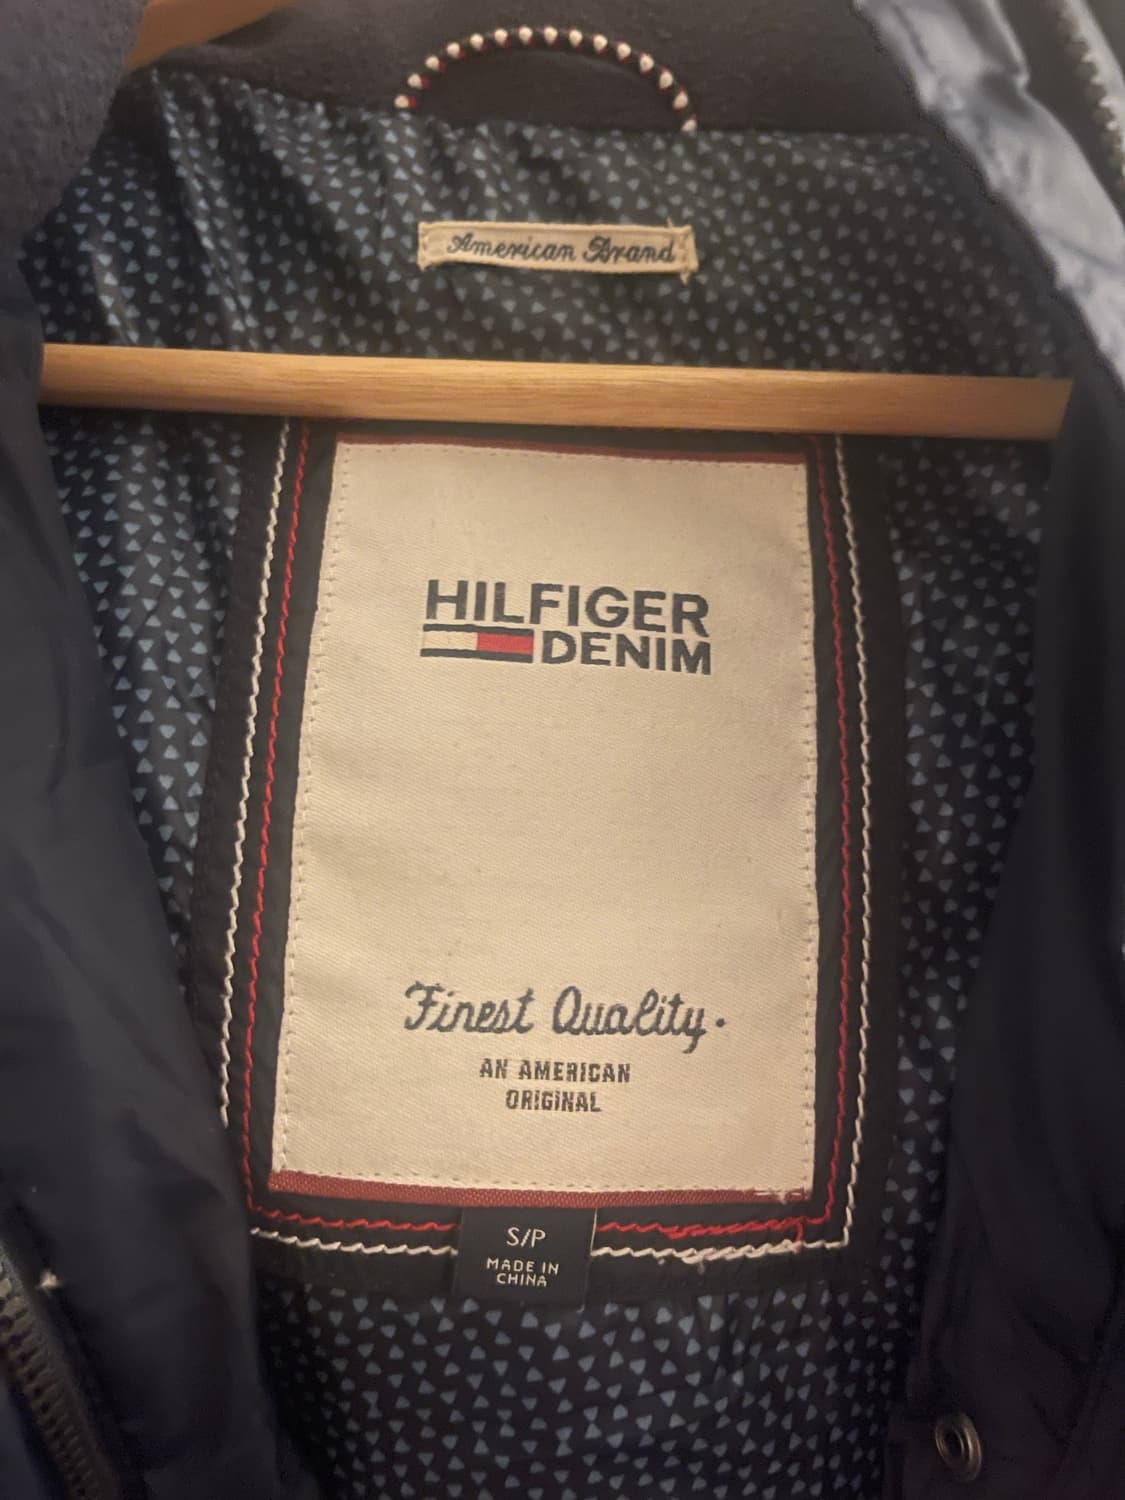 American Brand
HILFIGER
DENIM
Finest Quality.
AN AMERICAN
ORIGINAL
S/P
MADE IN
CHINA